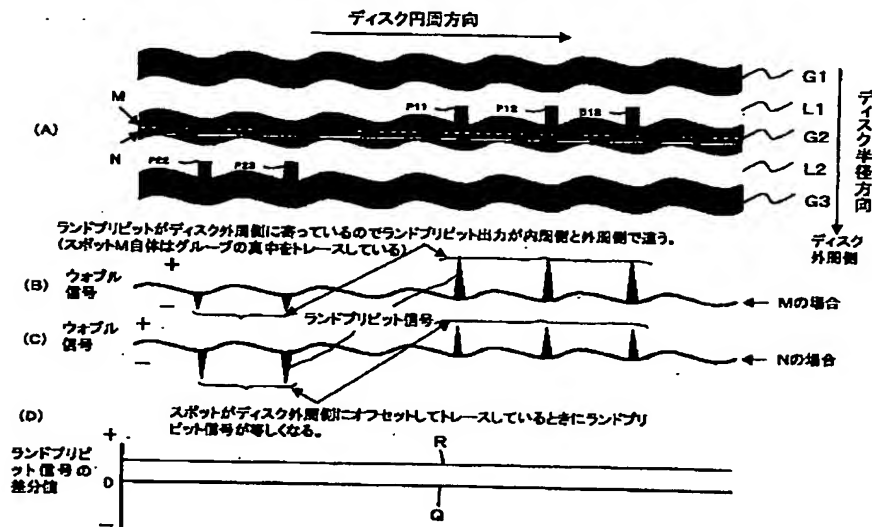 ディスク円周方向
G1
M
P11
P12
L1
(A)
G2
N
P22
P23
L2
G3
ディスク半径方向
ディスク
外周側
ランドプリピットがディスク外周側に寄っているのでランドプリピット出力が内周側と外周側で違う。
(スポットM自体はグルーブの真中をトレースしている)
(B)
ウォブル
信号
+
−
Mの場合
ランドプリピット信号
(C)
ウォブル
信号
+
−
Nの場合
スポットがディスク外周側にオフセットしてトレースしているときにランドプリ
ピット信号が等しくなる。
(D)
+
R
ランドプリピ
ット信号の
差分値
0
Q
−